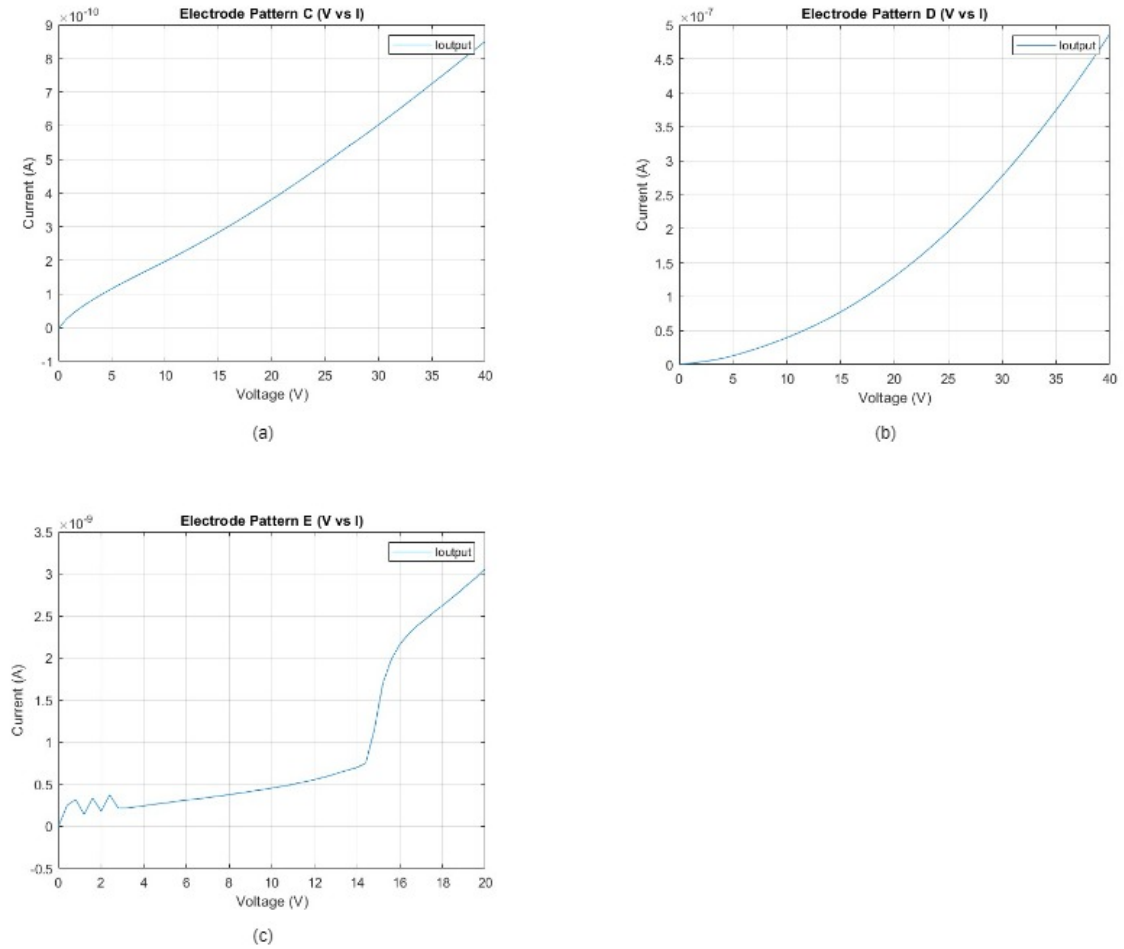 Electrode Pattern C (V vs I)
×10-10
Ioutput
9
8
7
6
5
4
3
2
1
0
-1
Current (A)
0 5 10 15 20 25 30 35 40
Voltage (V)
(a)
Electrode Pattern D (V vs I)
×10-7
Ioutput
5
4.5
4
3.5
3
2.5
2
1.5
1
0.5
0
Current (A)
0 5 10 15 20 25 30 35 40
Voltage (V)
(b)
Electrode Pattern E (V vs I)
×10-9
Ioutput
3.5
3
2.5
2
1.5
1
0.5
0
-0.5
Current (A)
0 2 4 6 8 10 12 14 16 18 20
Voltage (V)
(c)